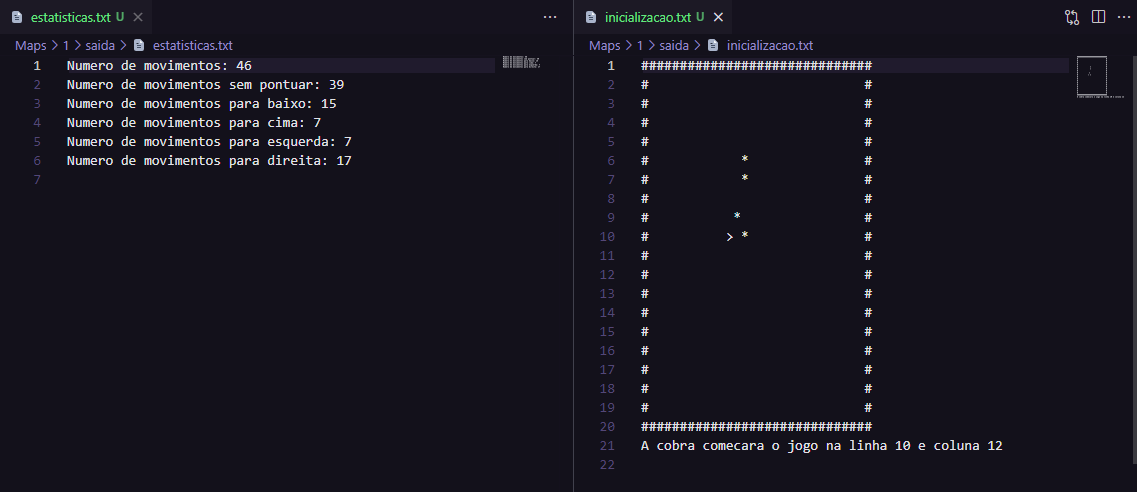 estatisticas.txt U
Maps > 1 > saida > estatisticas.txt
1 Numero de movimentos: 46
2 Numero de movimentos sem pontuar: 39
3 Numero de movimentos para baixo: 15
4 Numero de movimentos para cima: 7
5 Numero de movimentos para esquerda: 7
6 Numero de movimentos para direita: 17
7
inicializacao.txt U
Maps > 1 > saida > inicializacao.txt
1 ##############################
2 #                            #
3 #                            #
4 #                            #
5 #                            #
6 #            *               #
7 #            *               #
8 #                            #
9 #           *                #
10 #          > *               #
11 #                            #
12 #                            #
13 #                            #
14 #                            #
15 #                            #
16 #                            #
17 #                            #
18 #                            #
19 #                            #
20 ##############################
21 A cobra comecara o jogo na linha 10 e coluna 12
22